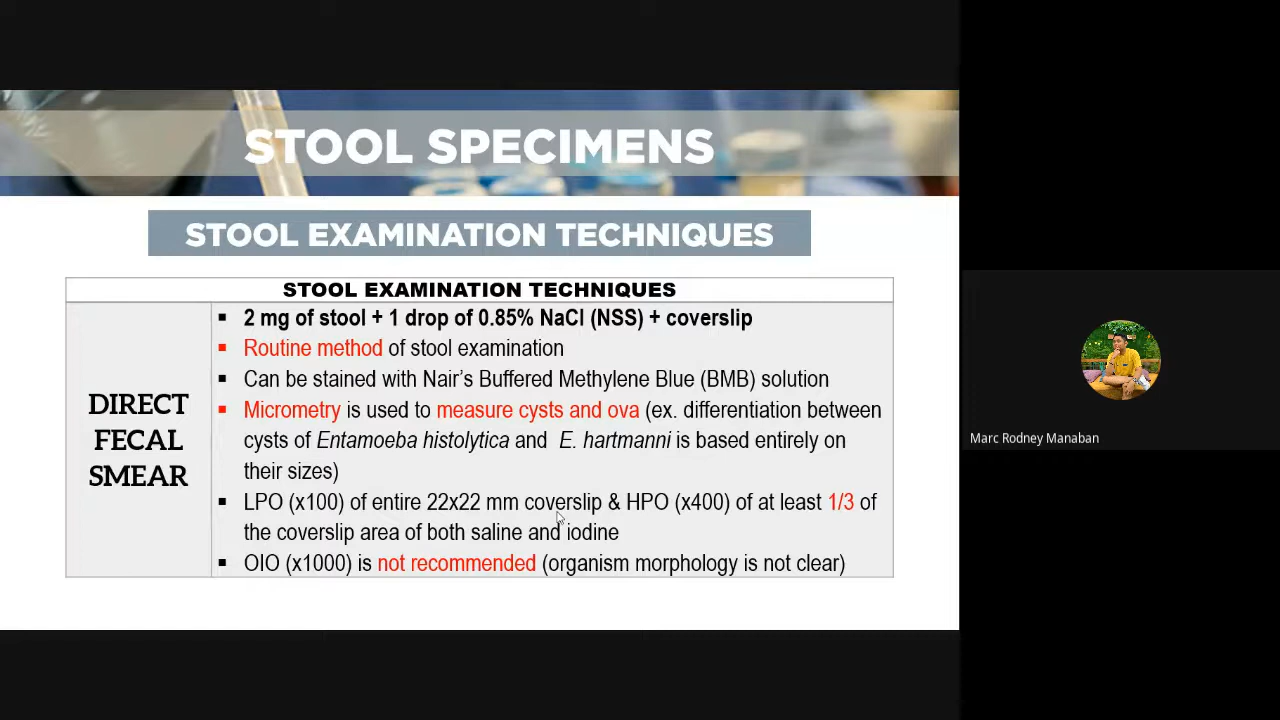 STOOL SPECIMENS
STOOL EXAMINATION TECHNIQUES
STOOL EXAMINATION TECHNIQUES
DIRECT
FECAL
SMEAR
▪ 2 mg of stool + 1 drop of 0.85% NaCl (NSS) + coverslip
▪ Routine method of stool examination
▪ Can be stained with Nair’s Buffered Methylene Blue (BMB) solution
▪ Micrometry is used to measure cysts and ova (ex. differentiation between
cysts of Entamoeba histolytica and E. hartmanni is based entirely on
their sizes)
▪ LPO (x100) of entire 22x22 mm coverslip & HPO (x400) of at least 1/3 of
the coverslip area of both saline and iodine
▪ OIO (x1000) is not recommended (organism morphology is not clear)
Marc Rodney Manaban